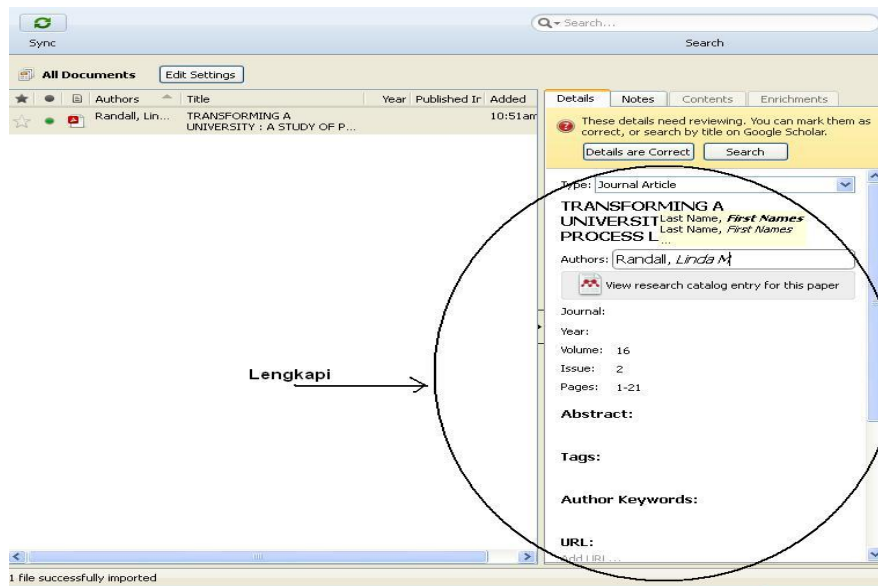 Search...
Sync
Search
All Documents
Edit Settings
Authors
Title
Year
Published In
Added
Randall, Lin...
TRANSFORMING A
UNIVERSITY : A STUDY OF P...
10:51am
Details
Notes
Contents
Enrichments
These details need reviewing. You can mark them as
correct, or search by title on Google Scholar.
Details are Correct
Search
Type: Journal Article
TRANSFORMING A
UNIVERSIT
PROCESS L
Last Name, First Names
Last Name, First Names
...
Authors: Randall, Linda M
View research catalog entry for this paper
Journal:
Year:
Volume: 16
Issue: 2
Pages: 1-21
Abstract:
Tags:
Author Keywords:
URL:
Add URL...
Lengkapi
1 file successfully imported